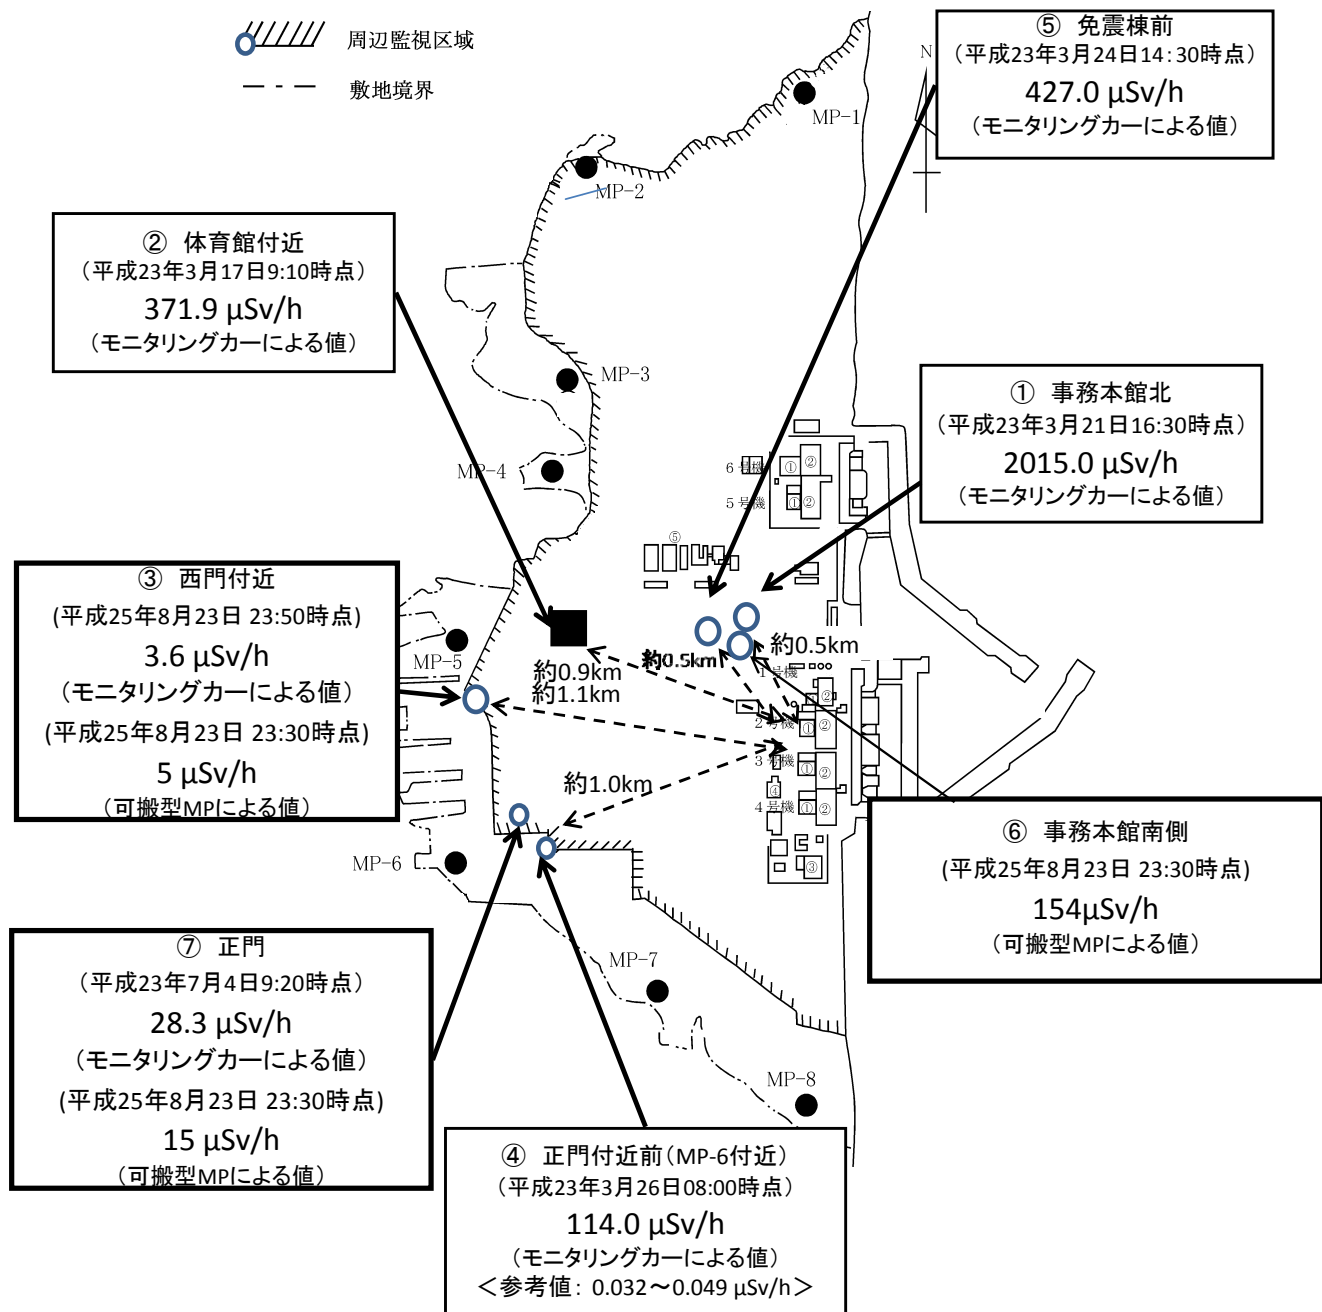 周辺監視区域
敷地境界
⑤ 免震棟前
(平成23年3月24日14:30時点)
427.0 μSv/h
(モニタリングカーによる値)
N
MP-1
MP-2
② 体育館付近
(平成23年3月17日9:10時点)
371.9 μSv/h
(モニタリングカーによる値)
MP-3
① 事務本館北
(平成23年3月21日16:30時点)
2015.0 μSv/h
(モニタリングカーによる値)
MP-4
6号機
① ②
5号機
① ②
⑤
③ 西門付近
(平成25年8月23日 23:50時点)
3.6 μSv/h
(モニタリングカーによる値)
(平成25年8月23日 23:30時点)
5 μSv/h
(可搬型MPによる値)
MP-5
約0.9km
約1.1km
約0.5km
約0.5km
1号機
②
2号機
① ②
3号機
① ②
④
4号機
① ②
③
約1.0km
MP-6
⑥ 事務本館南側
(平成25年8月23日 23:30時点)
154μSv/h
(可搬型MPによる値)
⑦ 正門
(平成23年7月4日9:20時点)
28.3 μSv/h
(モニタリングカーによる値)
(平成25年8月23日 23:30時点)
15 μSv/h
(可搬型MPによる値)
MP-7
MP-8
④ 正門付近前(MP-6付近)
(平成23年3月26日08:00時点)
114.0 μSv/h
(モニタリングカーによる値)
<参考値: 0.032~0.049 μSv/h>